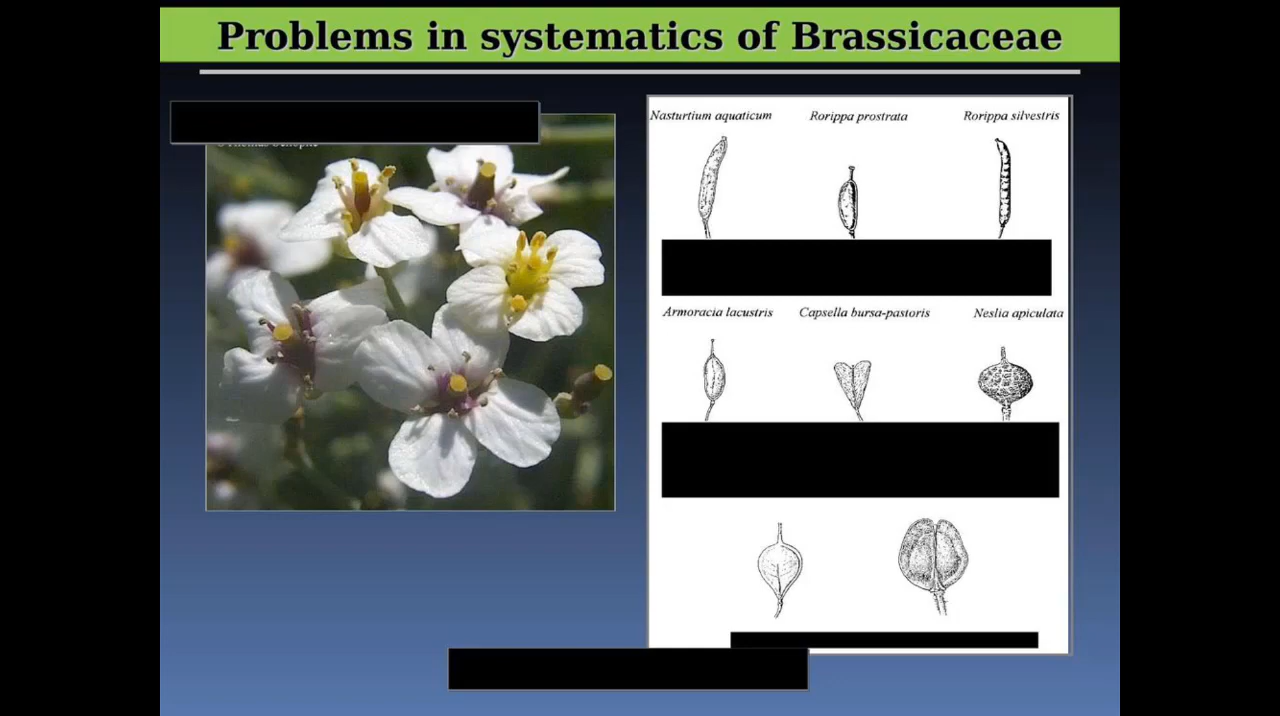 Problems in systematics of Brassicaceae
Nasturtium aquaticum
Rorippa prostrata
Rorippa silvestris
Armoracia lacustris
Capsella bursa-pastoris
Neslia apiculata